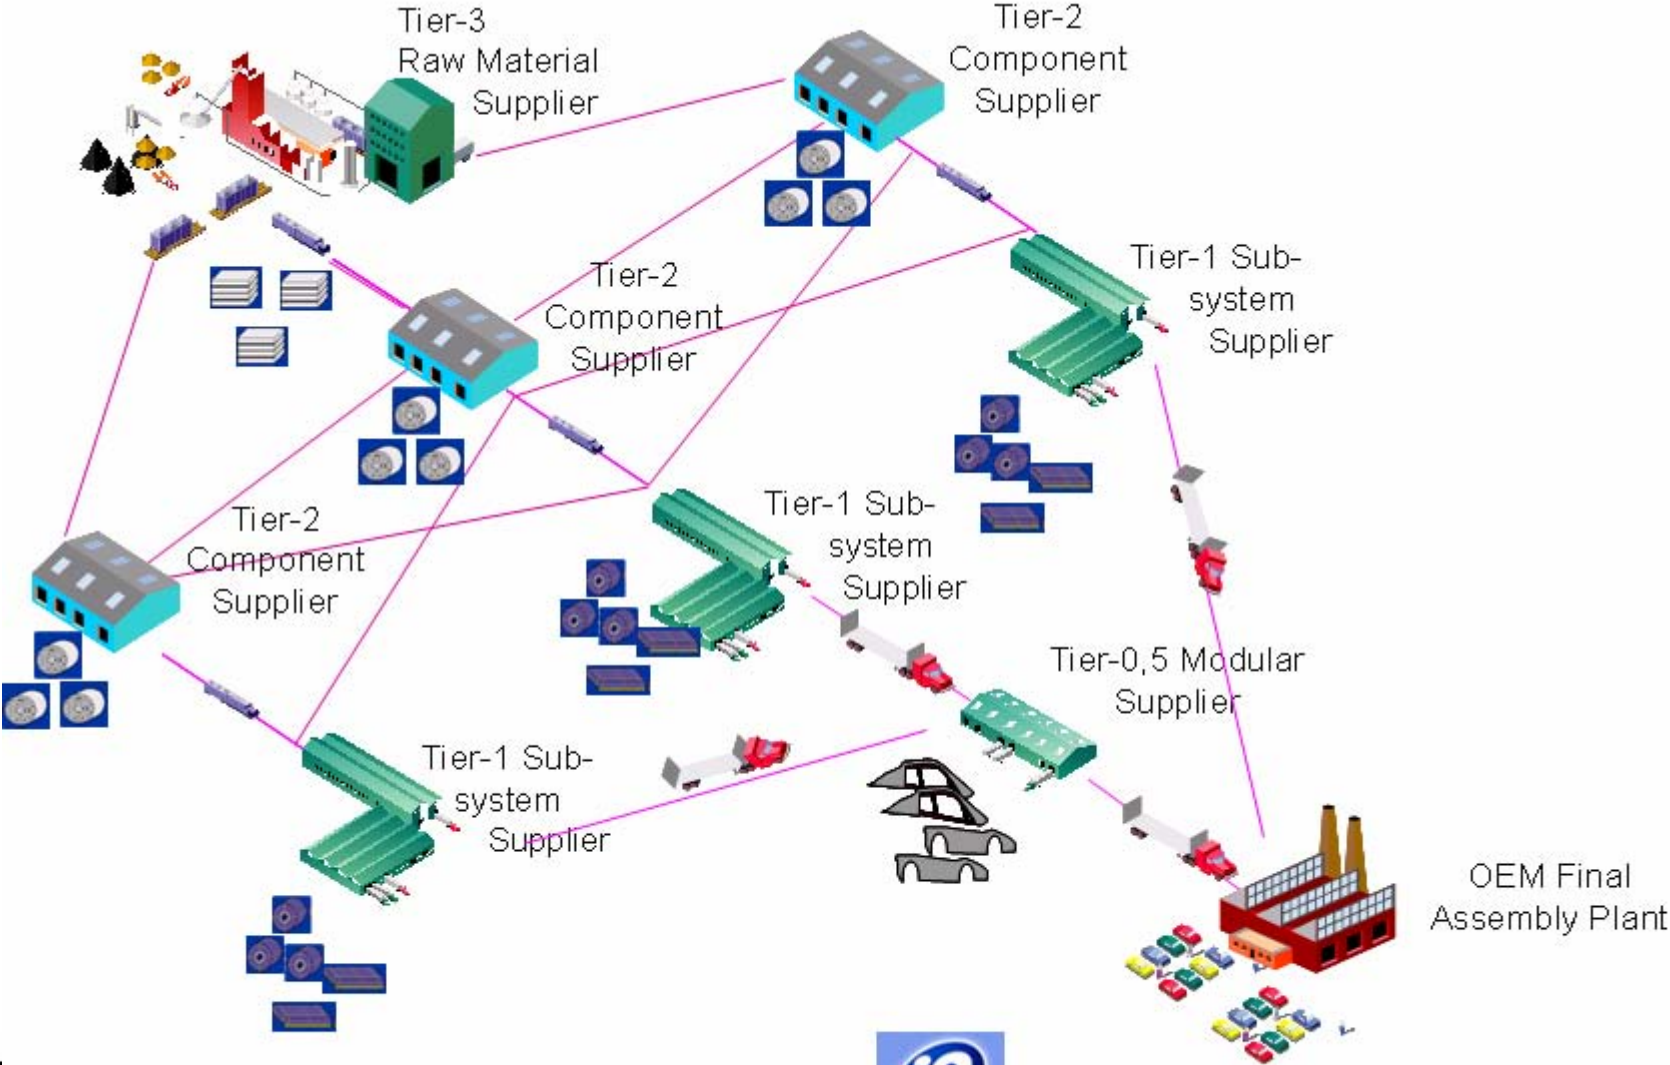 Tier-3
Raw Material
Supplier
Tier-2
Component
Supplier
Tier-2
Component
Supplier
Tier-1 Sub-
system
Supplier
Tier-2
Component
Supplier
Tier-1 Sub-
system
Supplier
Tier-0,5 Modular
Supplier
Tier-1 Sub-
system
Supplier
OEM Final
Assembly Plant